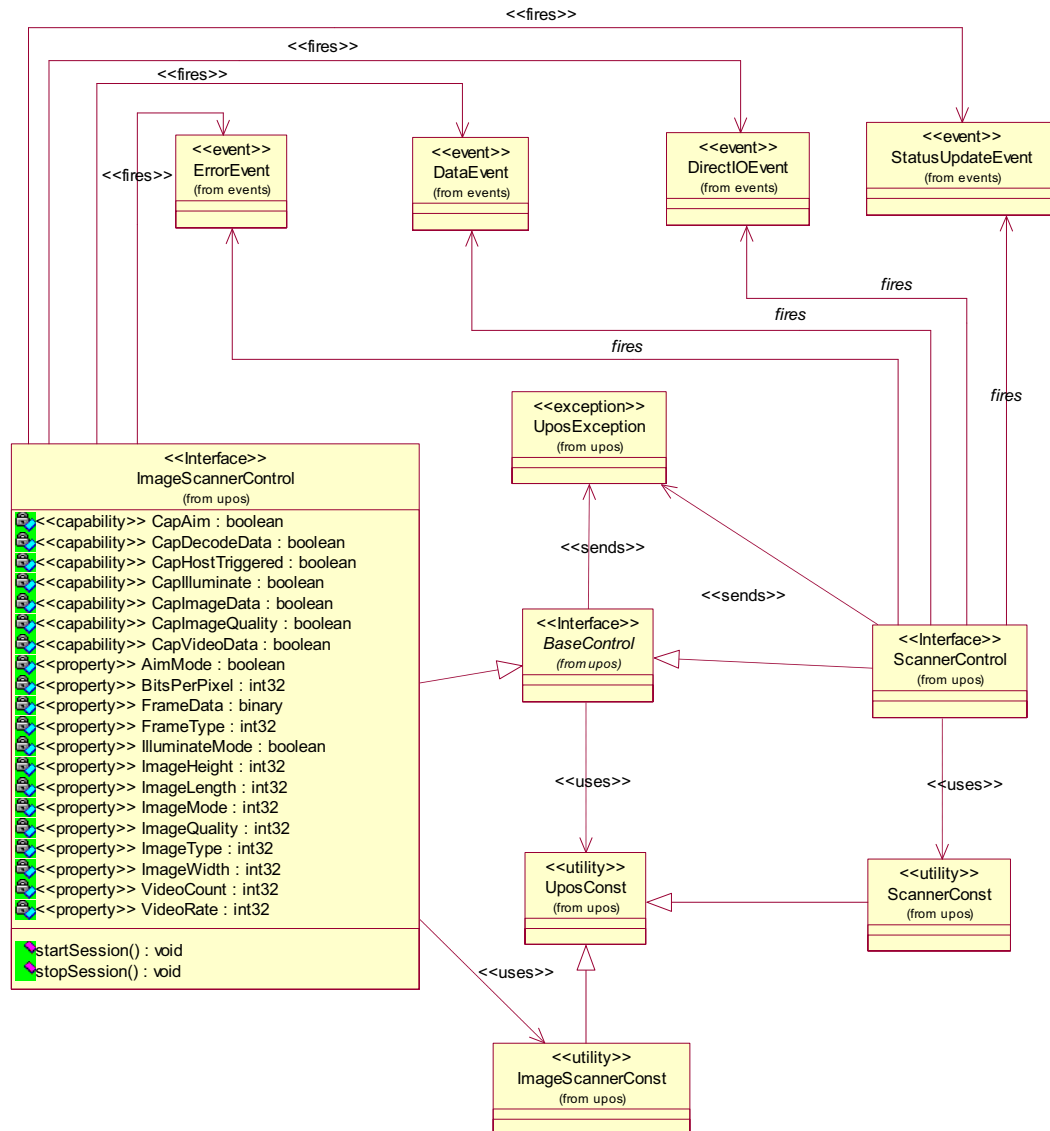 <<fires>>
<<fires>>
<<fires>>
<<fires>>
<<event>>
ErrorEvent
(from events)
<<event>>
DataEvent
(from events)
<<event>>
DirectIOEvent
(from events)
<<event>>
StatusUpdateEvent
(from events)
fires
fires
fires
fires
<<exception>>
UposException
(from upos)
<<Interface>>
ImageScannerControl
(from upos)
<<capability>> CapAim : boolean
<<capability>> CapDecodeData : boolean
<<capability>> CapHostTriggered : boolean
<<capability>> CapIlluminate : boolean
<<capability>> CapImageData : boolean
<<capability>> CapImageQuality : boolean
<<capability>> CapVideoData : boolean
<<property>> AimMode : boolean
<<property>> BitsPerPixel : int32
<<property>> FrameData : binary
<<property>> FrameType : int32
<<property>> IlluminateMode : boolean
<<property>> ImageHeight : int32
<<property>> ImageLength : int32
<<property>> ImageMode : int32
<<property>> ImageQuality : int32
<<property>> ImageType : int32
<<property>> ImageWidth : int32
<<property>> VideoCount : int32
<<property>> VideoRate : int32
startSession() : void
stopSession() : void
<<sends>>
<<sends>>
<<Interface>>
BaseControl
(from upos)
<<Interface>>
ScannerControl
(from upos)
<<uses>>
<<uses>>
<<utility>>
UposConst
(from upos)
<<utility>>
ScannerConst
(from upos)
<<uses>>
<<utility>>
ImageScannerConst
(from upos)